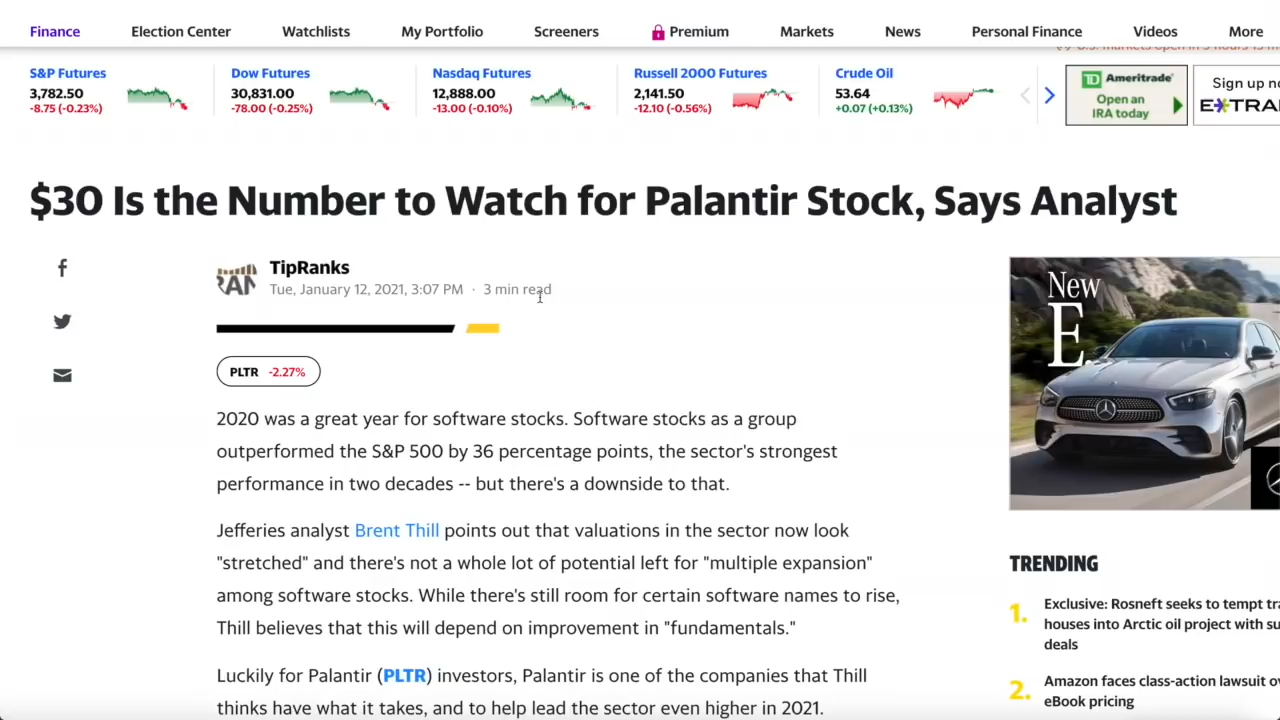 Finance Election Center Watchlists My Portfolio Screeners Premium Markets News Personal Finance Videos More
S&P Futures
3,782.50
-8.75 (-0.23%)
Dow Futures
30,831.00
-78.00 (-0.25%)
Nasdaq Futures
12,888.00
-13.00 (-0.10%)
Russell 2000 Futures
2,141.50
-12.10 (-0.56%)
Crude Oil
53.64
+0.07 (+0.13%)
TD Ameritrade
Open an
IRA today
Sign up
E*TRA
$30 Is the Number to Watch for Palantir Stock, Says Analyst
TipRanks
Tue, January 12, 2021, 3:07 PM · 3 min read
PLTR -2.27%
2020 was a great year for software stocks. Software stocks as a group
outperformed the S&P 500 by 36 percentage points, the sector's strongest
performance in two decades -- but there's a downside to that.
Jefferies analyst Brent Thill points out that valuations in the sector now look
"stretched" and there's not a whole lot of potential left for "multiple expansion"
among software stocks. While there's still room for certain software names to rise,
Thill believes that this will depend on improvement in "fundamentals."
Luckily for Palantir (PLTR) investors, Palantir is one of the companies that Thill
thinks have what it takes, and to help lead the sector even higher in 2021.
New
E.
TRENDING
1. Exclusive: Rosneft seeks to tempt
houses into Arctic oil project with
deals
2. Amazon faces class-action lawsuit
eBook pricing